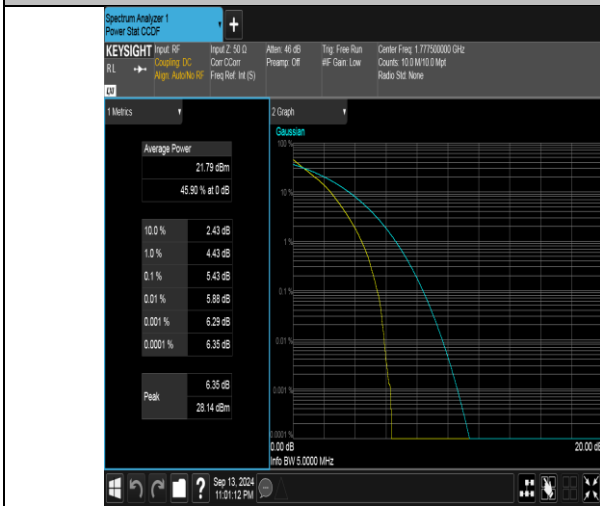 Spectrum Analyzer 1
Power Stat CCDF
+
KEYSIGHT Input: RF Input Z: 50 Ω Atten: 46 dB Trig: Free Run Center Freq: 1.777500000 GHz
RL Coupling: DC Corr CCorr Preamp: Off #IF Gain: Low Counts: 10.0 M/10.0 Mpt
Align: Auto/No RF Freq Ref: Int (S) Radio Std: None
1 Metrics
Average Power
21.79 dBm
45.90 % at 0 dB
10.0 % 2.43 dB
1.0 % 4.43 dB
0.1 % 5.43 dB
0.01 % 5.88 dB
0.001 % 6.29 dB
0.0001 % 6.35 dB
Peak 6.35 dB
28.14 dBm
2 Graph
Gaussian
100 %
10 %
1 %
0.1 %
0.01 %
0.001 %
0.0001 %
0.00 dB 20.00 dB
Info BW 5.0000 MHz
? Sep 13, 2024
11:01:12 PM